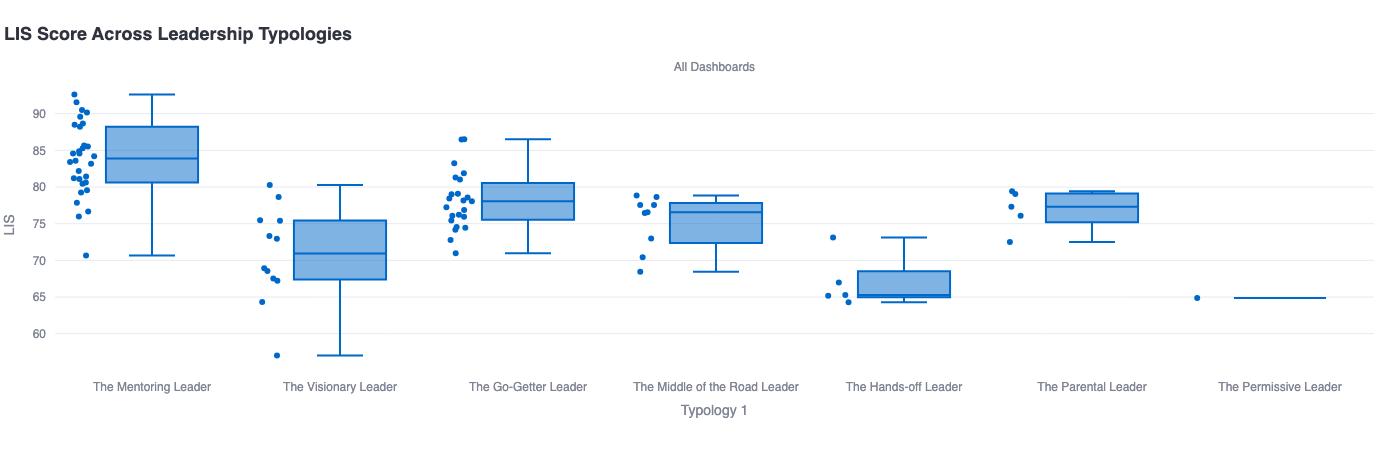 LIS Score Across Leadership Typologies
All Dashboards
90
85
80
75
70
65
60
LIS
The Mentoring Leader
The Visionary Leader
The Go-Getter Leader
The Middle of the Road Leader
The Hands-off Leader
The Parental Leader
The Permissive Leader
Typology 1